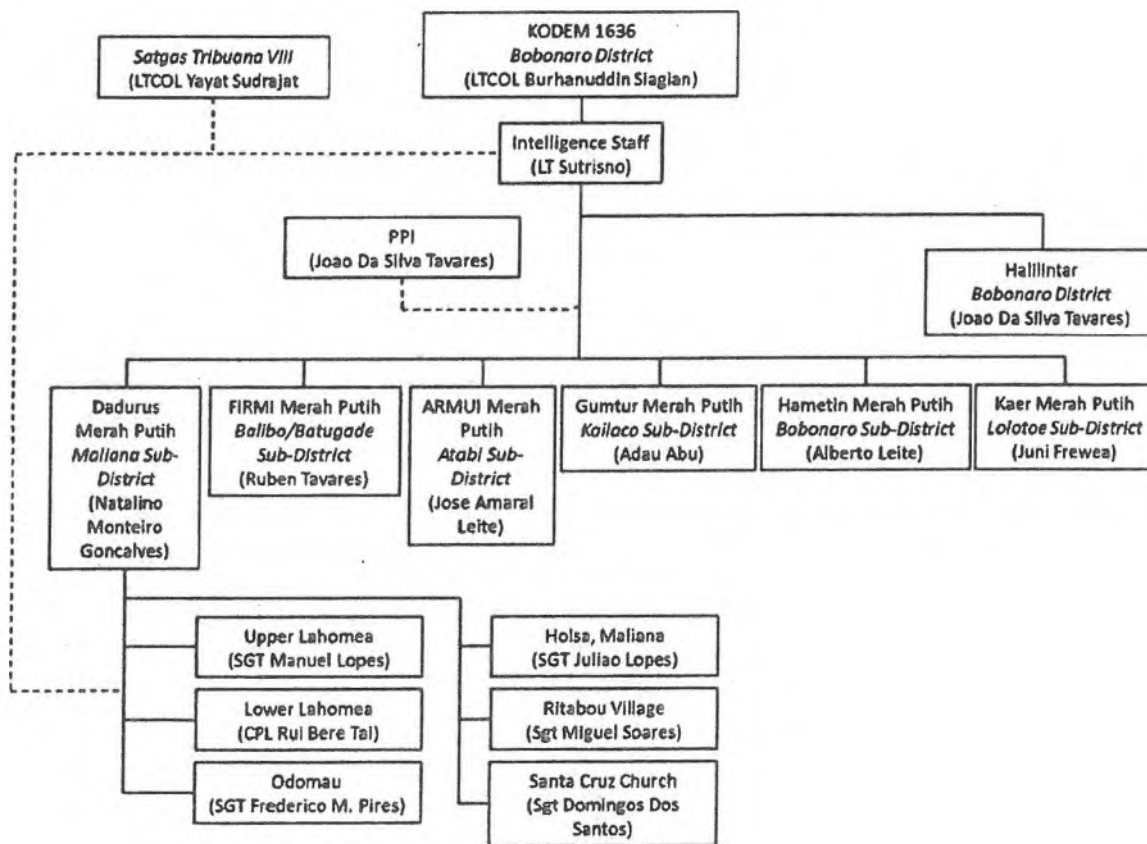 KODEM 1636
Bobonaro District
(LTCOL Burhanuddin Siagian)
Satgas Tribuana VIII
(LTCOL Yayat Sudrajat
Intelligence Staff
(LT Sutrisno)
PPI
(Joao Da Silva Tavares)
Halilintar
Bobonaro District
(Joao Da Silva Tavares)
Dadurus
Merah Putih
Maliana Sub-
District
(Natalino
Monteiro
Goncalves)
FIRMI Merah Putih
Balibo/Batugade
Sub-District
(Ruben Tavares)
ARMUI Merah
Putih
Atabi Sub-
District
(Jose Amaral
Leite)
Gumtur Merah Putih
Kailaco Sub-District
(Adau Abu)
Hametin Merah Putih
Bobonaro Sub-District
(Alberto Leite)
Kaer Merah Putih
Lolotoe Sub-District
(Juni Frewea)
Upper Lahomea
(SGT Manuel Lopes)
Lower Lahomea
(CPL Rui Bere Tai)
Odomau
(SGT Frederico M. Pires)
Holsa, Maliana
(SGT Juliao Lopes)
Ritabou Village
(Sgt Miguel Soares)
Santa Cruz Church
(Sgt Domingos Dos
Santos)